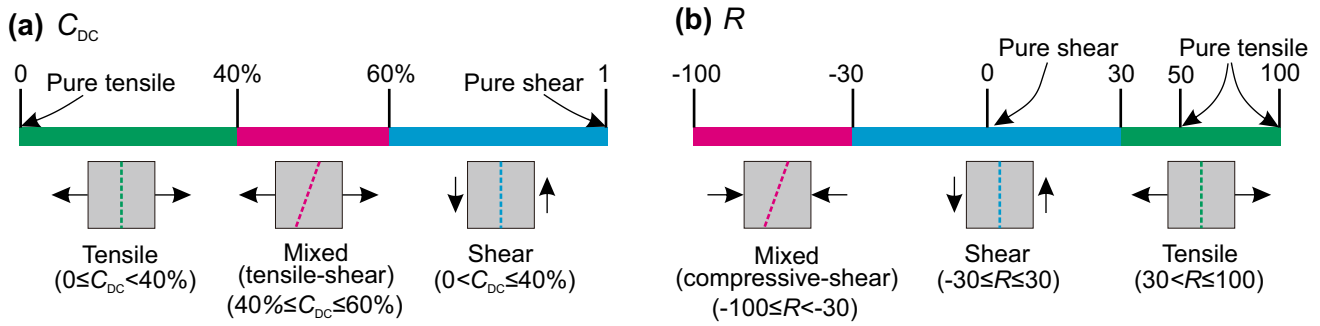 (a) C_DC
0 40% 60% 1
Pure tensile
Pure shear
Tensile
(0≤C_DC<40%)
Mixed
(tensile-shear)
(40%≤C_DC≤60%)
Shear
(0<C_DC≤40%)
(b) R
Pure shear
Pure tensile
-100 -30 0 30 50 100
Mixed
(compressive-shear)
(-100≤R<-30)
Shear
(-30≤R≤30)
Tensile
(30<R≤100)